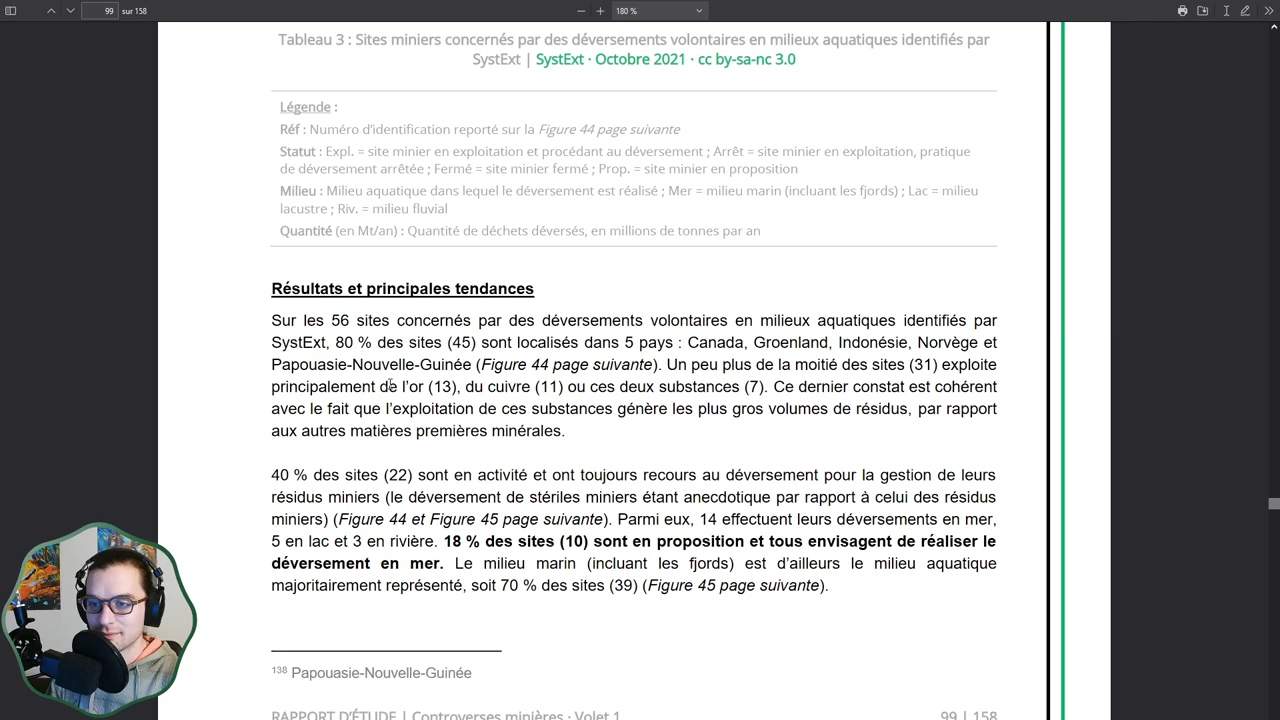 99 sur 158 180 %
Tableau 3 : Sites miniers concernés par des déversements volontaires en milieux aquatiques identifiés par
SystExt | SystExt · Octobre 2021 · cc by-sa-nc 3.0
Légende :
Réf : Numéro d’identification reporté sur la Figure 44 page suivante
Statut : Expl. = site minier en exploitation et procédant au déversement ; Arrêt = site minier en exploitation, pratique
de déversement arrêtée ; Fermé = site minier fermé ; Prop. = site minier en proposition
Milieu : Milieu aquatique dans lequel le déversement est réalisé ; Mer = milieu marin (incluant les fjords) ; Lac = milieu
lacustre ; Riv. = milieu fluvial
Quantité (en Mt/an) : Quantité de déchets déversés, en millions de tonnes par an
Résultats et principales tendances
Sur les 56 sites concernés par des déversements volontaires en milieux aquatiques identifiés par
SystExt, 80 % des sites (45) sont localisés dans 5 pays : Canada, Groenland, Indonésie, Norvège et
Papouasie-Nouvelle-Guinée (Figure 44 page suivante). Un peu plus de la moitié des sites (31) exploite
principalement de l’or (13), du cuivre (11) ou ces deux substances (7). Ce dernier constat est cohérent
avec le fait que l’exploitation de ces substances génère les plus gros volumes de résidus, par rapport
aux autres matières premières minérales.
40 % des sites (22) sont en activité et ont toujours recours au déversement pour la gestion de leurs
résidus miniers (le déversement de stériles miniers étant anecdotique par rapport à celui des résidus
miniers) (Figure 44 et Figure 45 page suivante). Parmi eux, 14 effectuent leurs déversements en mer,
5 en lac et 3 en rivière. 18 % des sites (10) sont en proposition et tous envisagent de réaliser le
déversement en mer. Le milieu marin (incluant les fjords) est d’ailleurs le milieu aquatique
majoritairement représenté, soit 70 % des sites (39) (Figure 45 page suivante).
138 Papouasie-Nouvelle-Guinée
RAPPORT D’ÉTUDE | Controverses minières · Volet 1 99 | 158